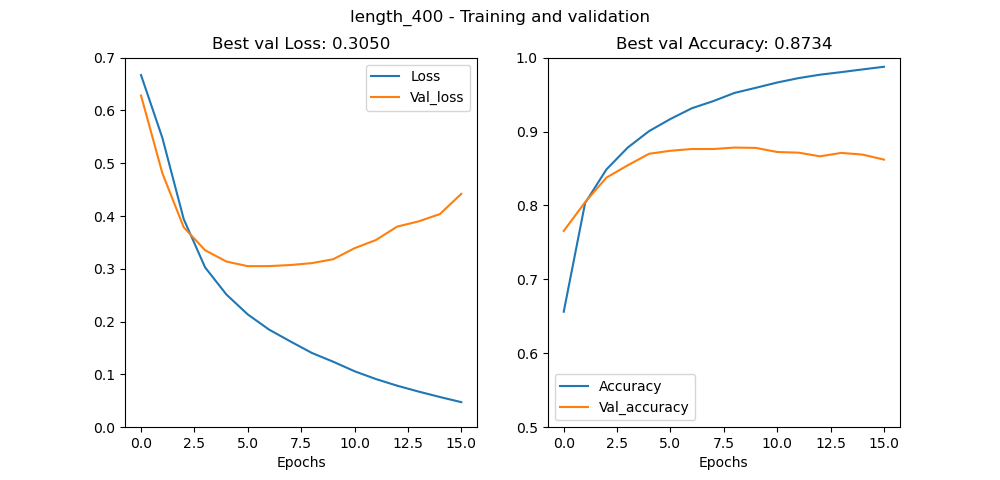 length_400 - Training and validation
Best val Loss: 0.3050
0.7
0.6
0.5
0.4
0.3
0.2
0.1
0.0
Loss
Val_loss
0.0 2.5 5.0 7.5 10.0 12.5 15.0
Epochs
Best val Accuracy: 0.8734
1.0
0.9
0.8
0.7
0.6
0.5
Accuracy
Val_accuracy
0.0 2.5 5.0 7.5 10.0 12.5 15.0
Epochs